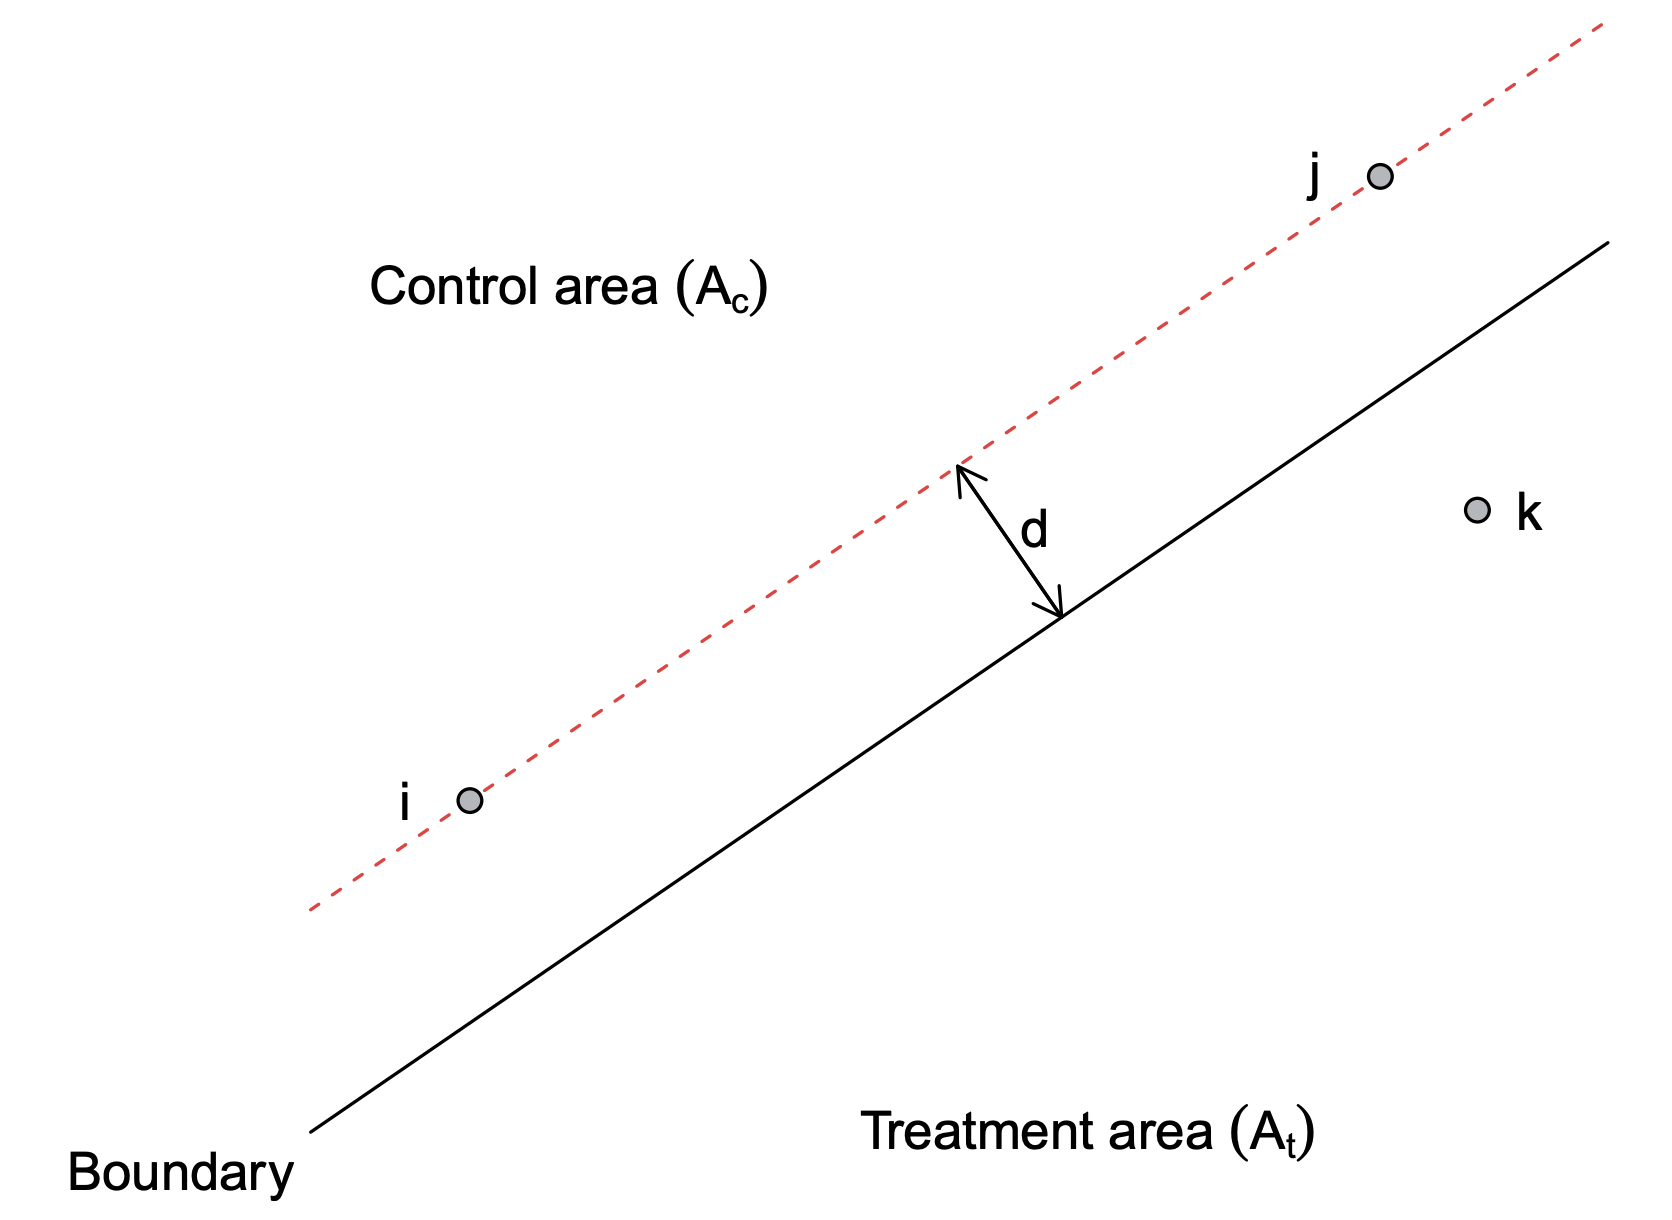 j
Control area (Ac)
k
d
i
Treatment area (At)
Boundary